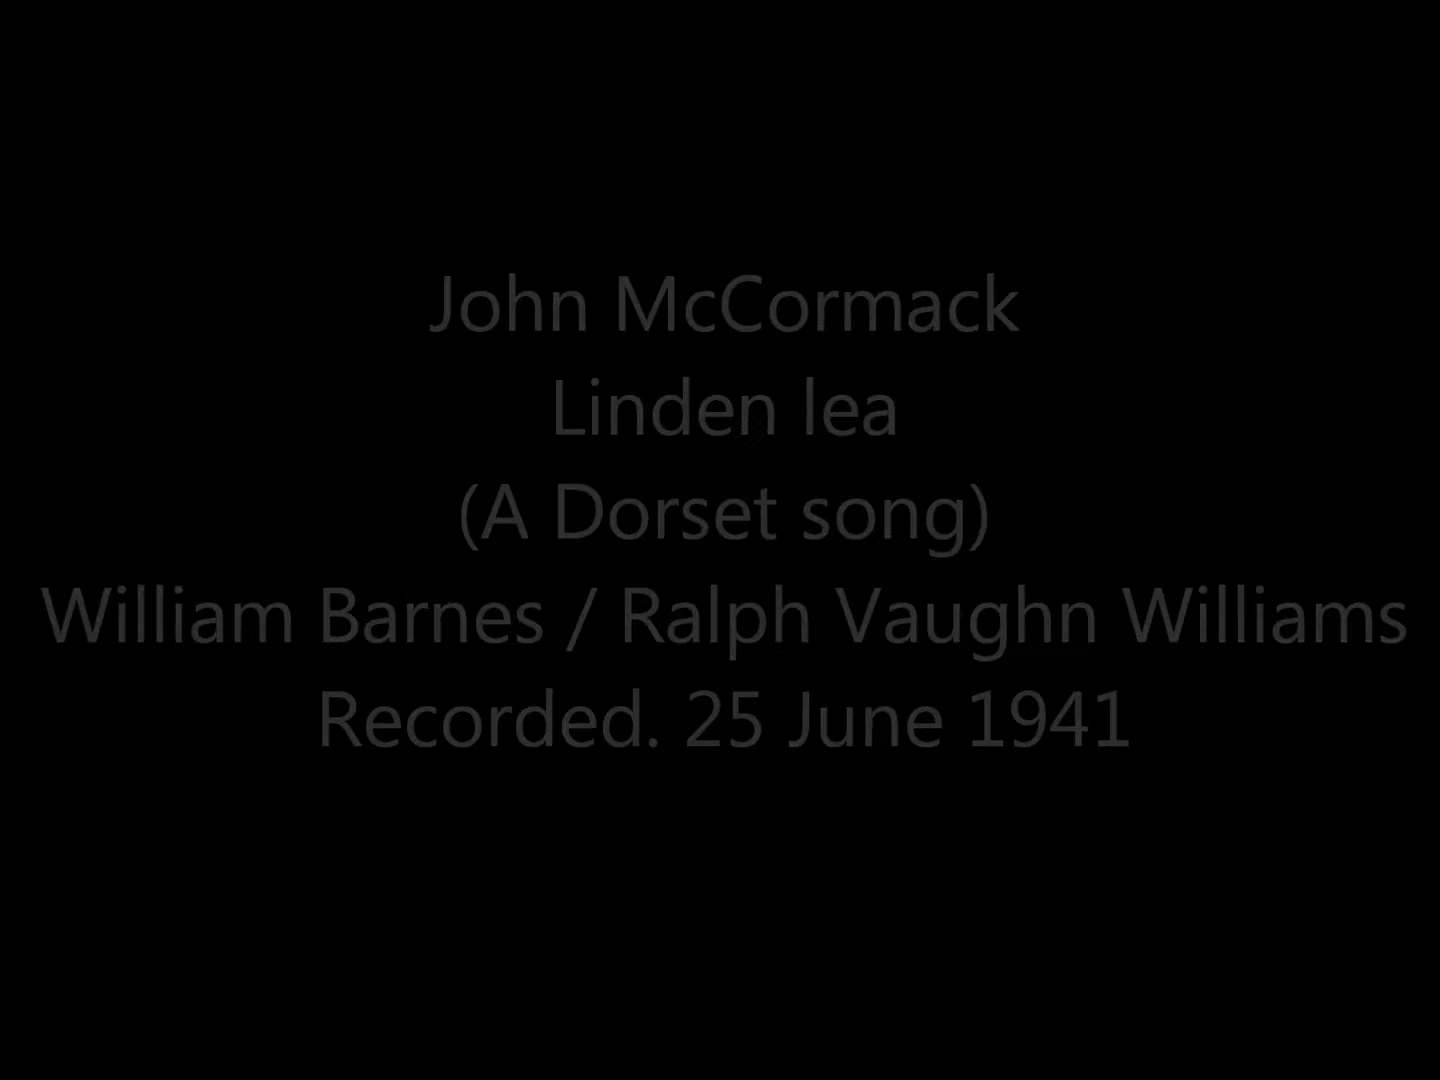 John McCormack
Linden lea
(A Dorset song)
William Barnes / Ralph Vaughn Williams
Recorded. 25 June 1941